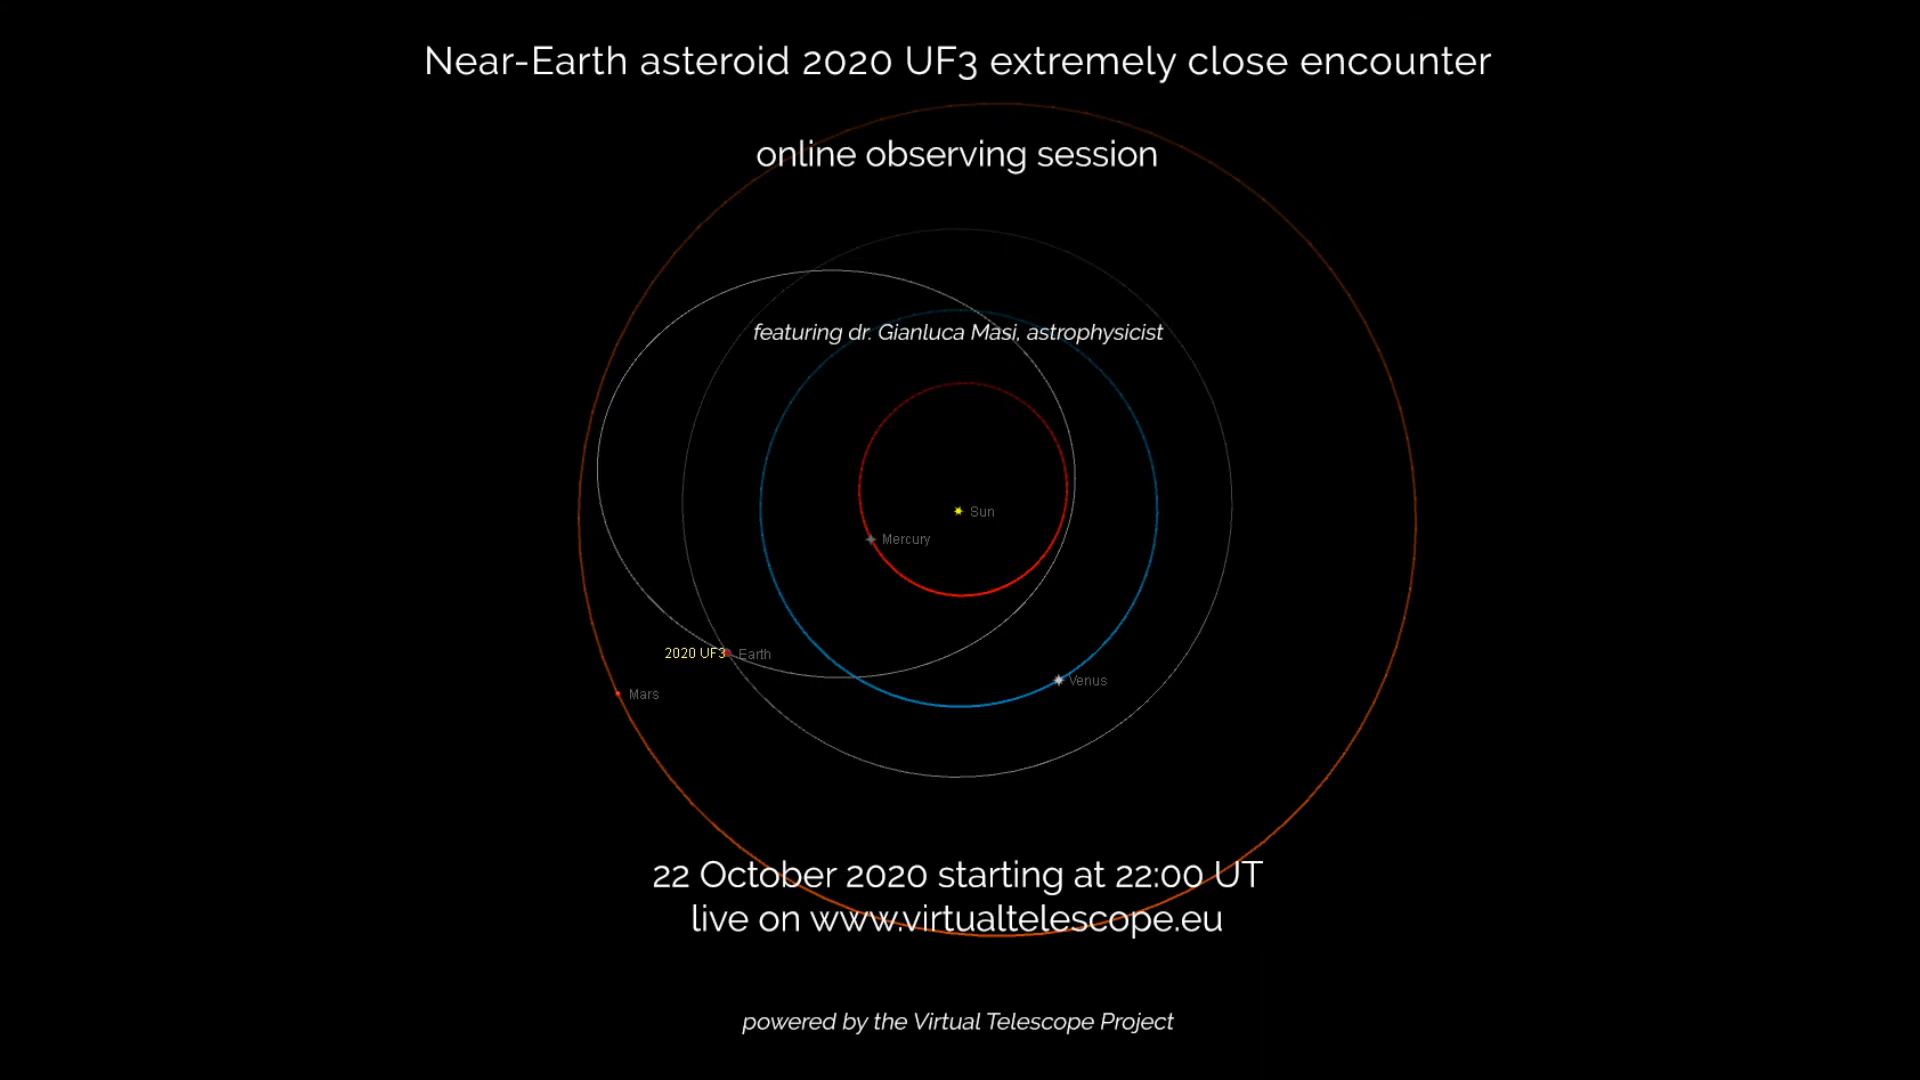 Near-Earth asteroid 2020 UF3 extremely close encounter
online observing session
featuring dr. Gianluca Masi, astrophysicist
Sun
Mercury
2020 UF3
Earth
Venus
Mars
22 October 2020 starting at 22:00 UT
live on www.virtualtelescope.eu
powered by the Virtual Telescope Project